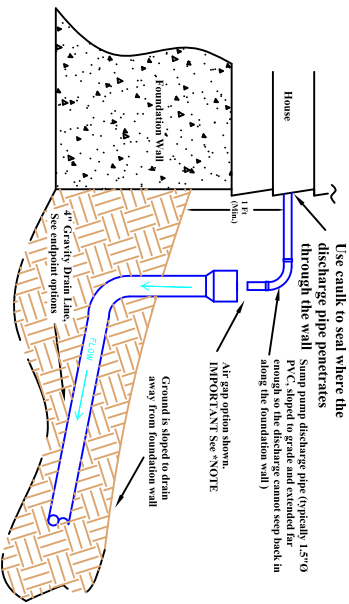 Use caulk to seal where the
discharge pipe penetrates
through the wall
Sump pump discharge pipe (typically 1.5"O
PVC, sloped to grade and extended far
enough so the discharge cannot seep back in
along the foundation wall )
House
1 Ft
(Min.)
Foundation Wall
Air gap option shown.
IMPORTANT See *NOTE
4" Gravity Drain Line,
See endpoint options
FLOW
Ground is sloped to drain
away from foundation wall